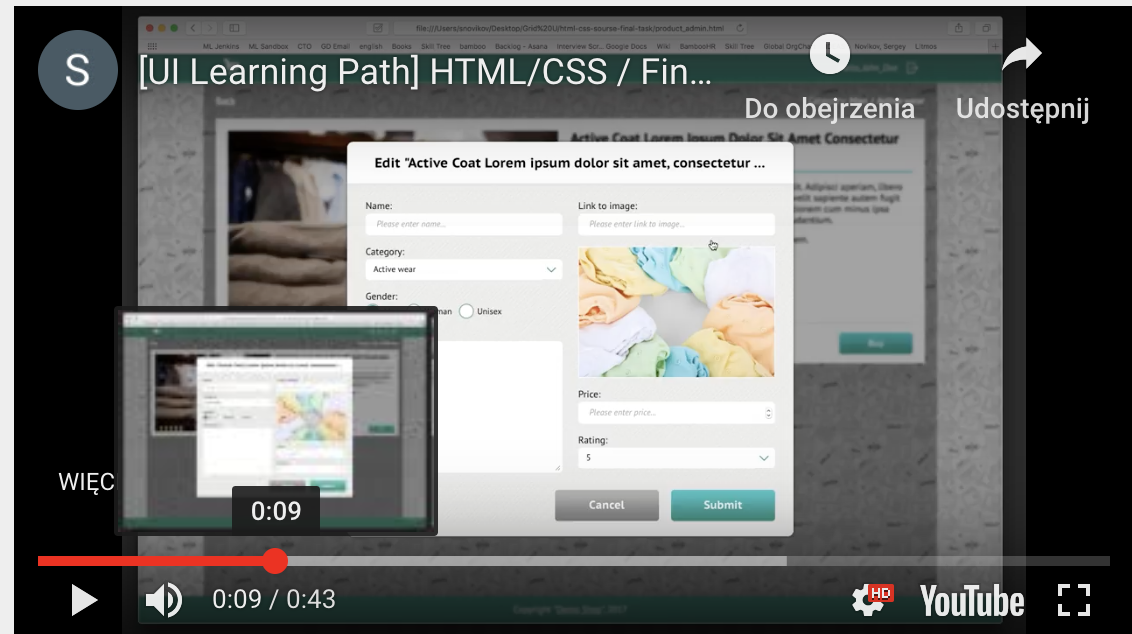 file:///Users/snovikov/Desktop/Grid%20U/html-css-sourse-final-task/product_admin.html
ML Jenkins ML Sandbox CTO GD Email english Books Skill Tree bamboo Backlog - Asana Interview Scr... Google Docs Wiki BambooHR Skill Tree Global OrgCha Novikov, Sergey Litmos
S
[UI Learning Path] HTML/CSS / Fin...
Do obejrzenia
Udostępnij
Back
Active Coat Lorem Ipsum Dolor Sit Amet Consectetur
Edit "Active Coat Lorem ipsum dolor sit amet, consectetur ...
Name:
Please enter name...
Link to image:
Please enter link to image...
Category:
Active wear
Gender:
man
Unisex
Price:
Please enter price...
Rating:
5
Cancel
Submit
Buy
WIĘC
0:09
0:09 / 0:43
HD
YouTube